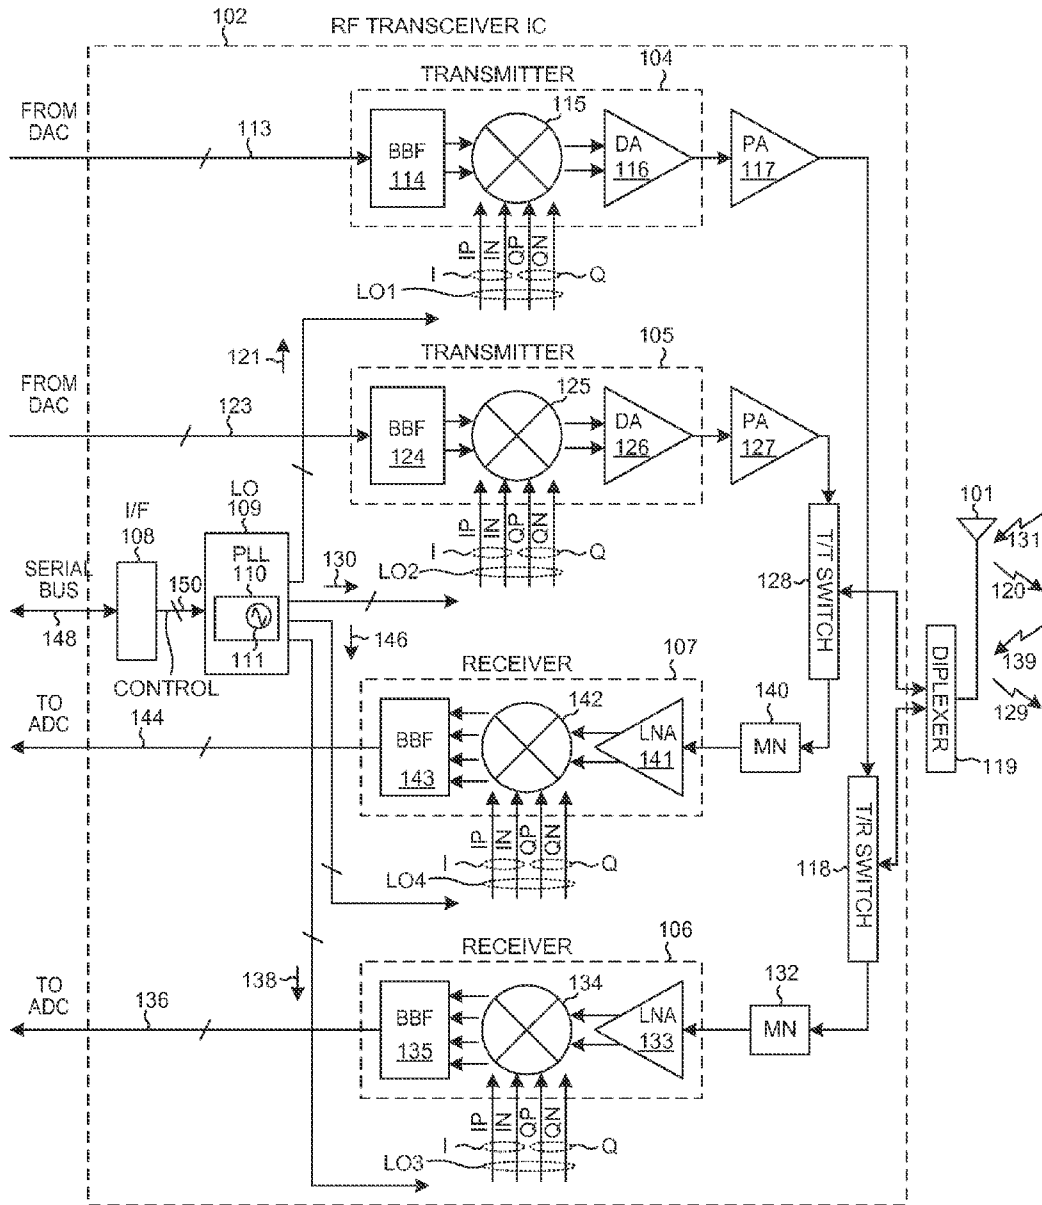 102
RF TRANSCEIVER IC
TRANSMITTER
104
FROM
DAC
113
BBF
114
115
DA
116
PA
117
IP
IN
QP
QN
I
Q
LO1
121
TRANSMITTER
105
FROM
DAC
123
BBF
124
125
DA
126
PA
127
IP
IN
QP
QN
I
Q
LO2
LO
109
I/F
108
PLL
110
111
130
SERIAL
BUS
148
150
CONTROL
146
T/T SWITCH
128
101
131
120
139
129
DIPLEXER
119
RECEIVER
107
TO
ADC
144
BBF
143
142
LNA
141
140
MN
IP
IN
QP
QN
I
Q
LO4
T/R SWITCH
118
RECEIVER
106
138
TO
ADC
136
BBF
135
134
LNA
133
132
MN
IP
IN
QP
QN
I
Q
LO3